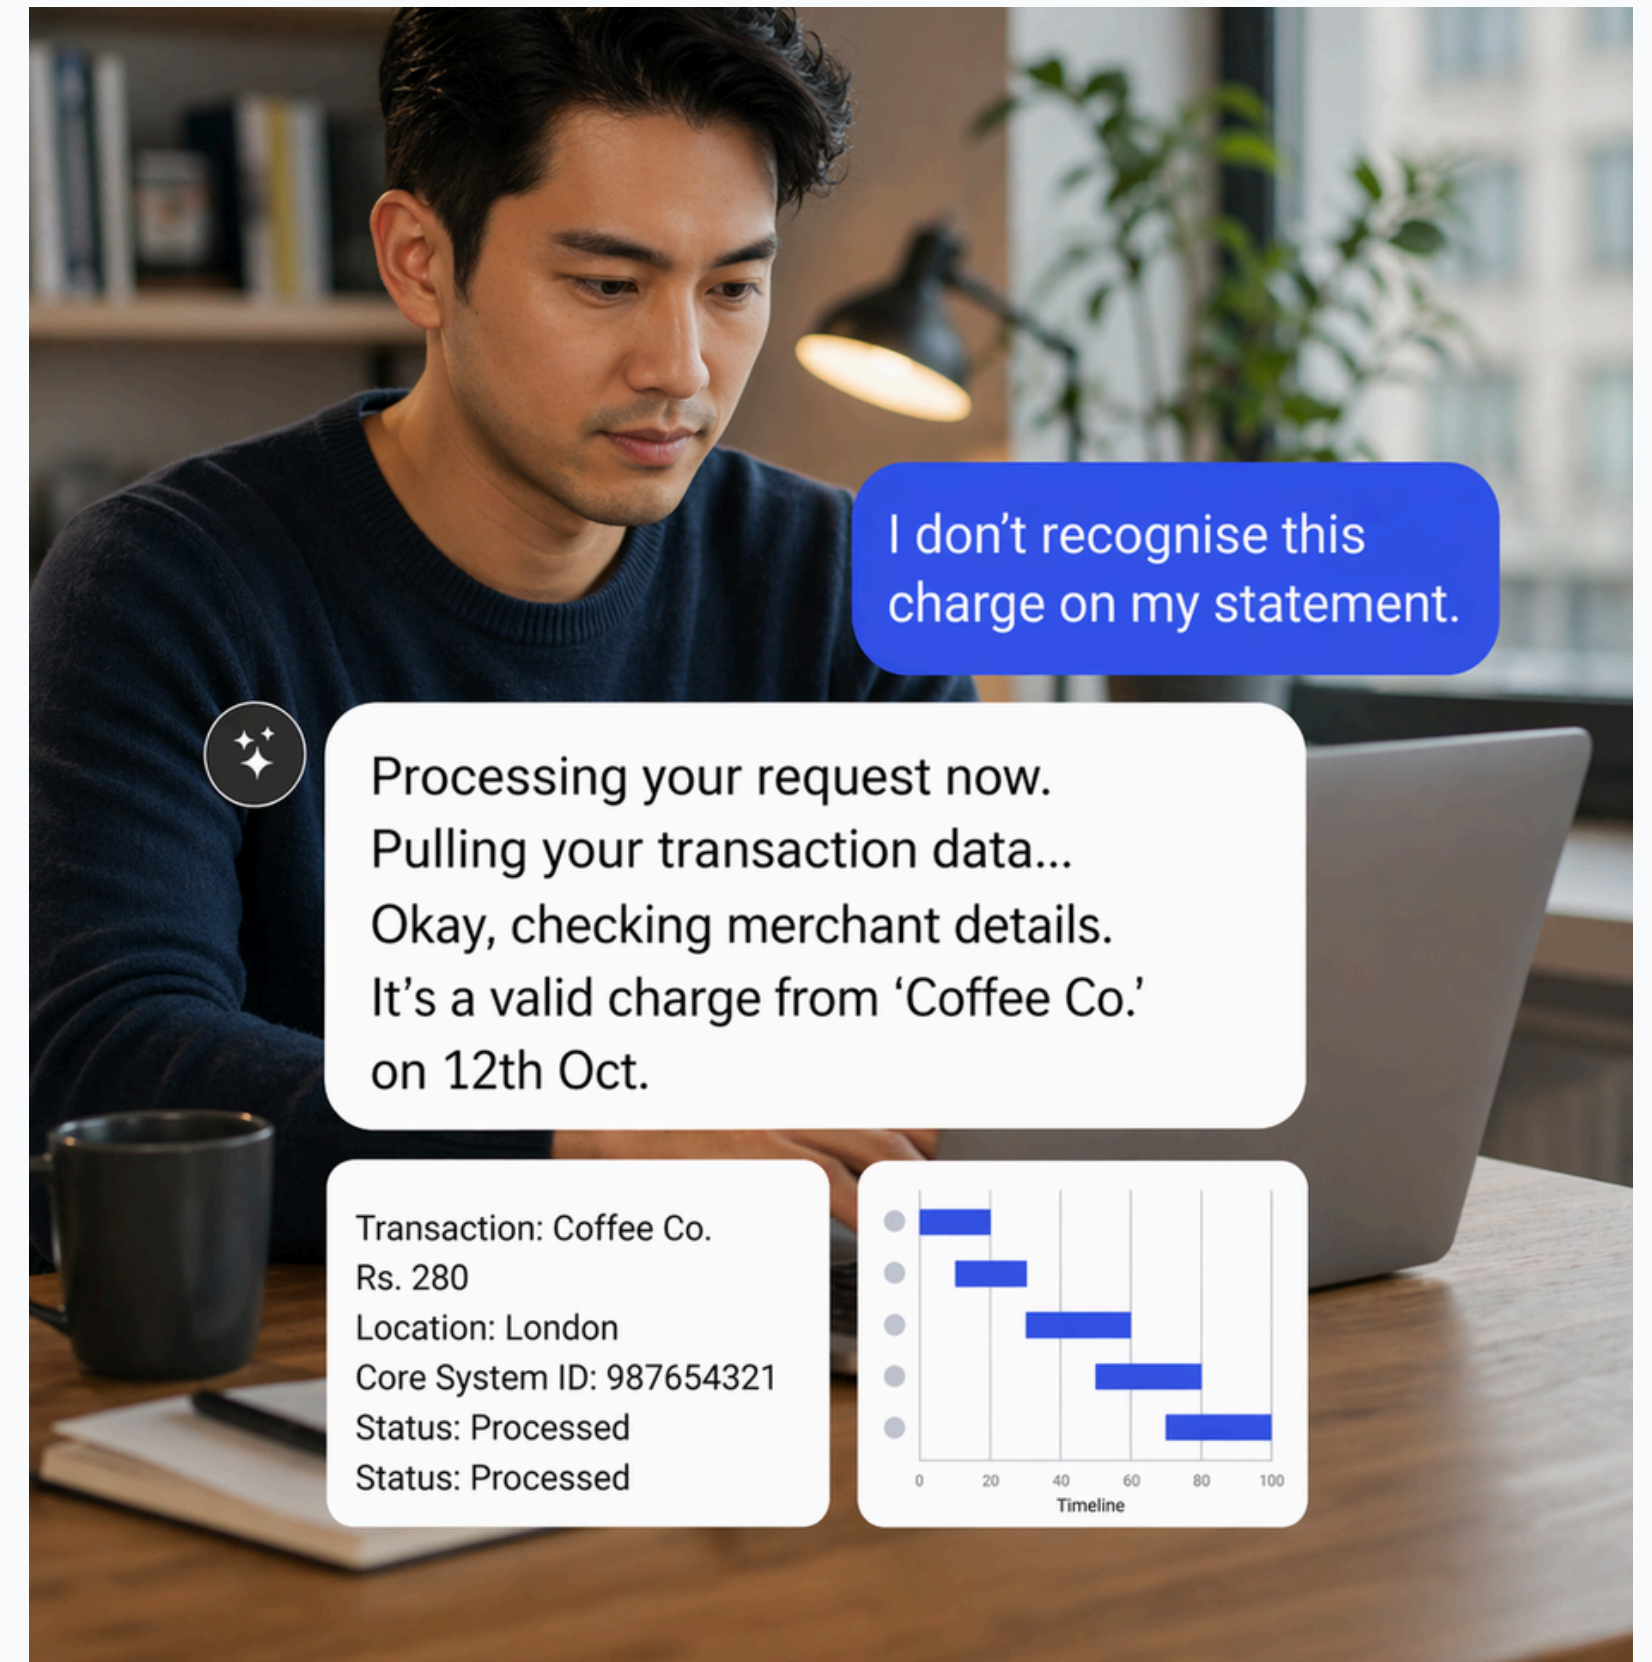 I don’t recognise this
charge on my statement.
Processing your request now.
Pulling your transaction data...
Okay, checking merchant details.
It’s a valid charge from ‘Coffee Co.’
on 12th Oct.
Transaction: Coffee Co.
Rs. 280
Location: London
Core System ID: 987654321
Status: Processed
Status: Processed
0 20 40 60 80 100
Timeline